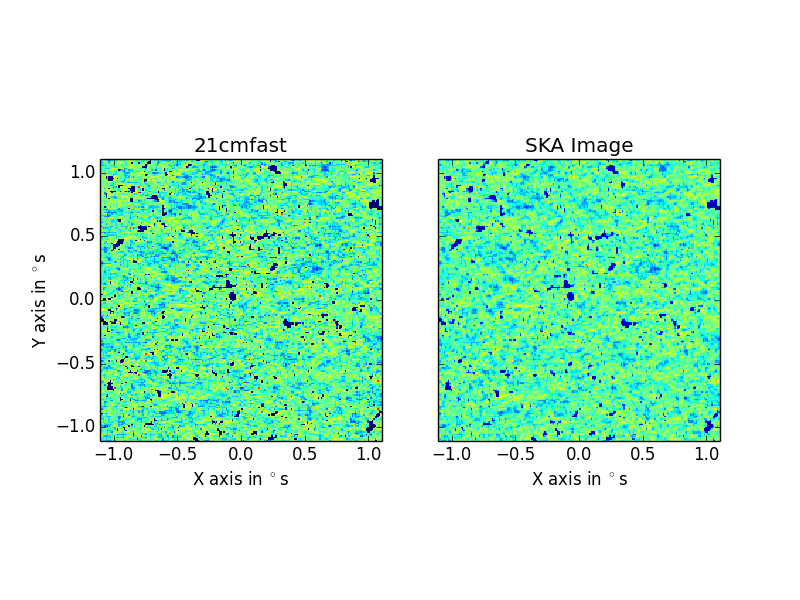 21cmfast
SKA Image
1.0
0.5
0.0
−0.5
−1.0
Y axis in °s
−1.0 −0.5 0.0 0.5 1.0
−1.0 −0.5 0.0 0.5 1.0
X axis in °s
X axis in °s